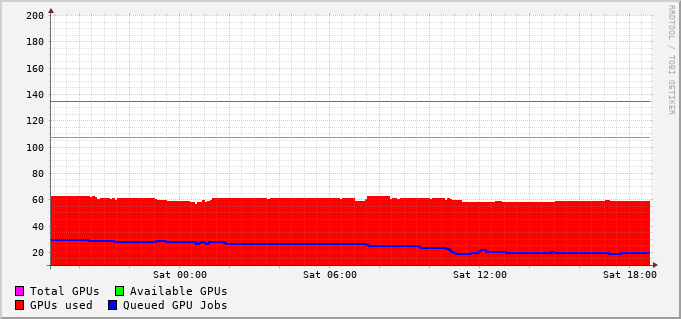 200
180
160
140
120
100
80
60
40
20
Sat 00:00 Sat 06:00 Sat 12:00 Sat 18:00
Total GPUs Available GPUs
GPUs used Queued GPU Jobs
RRDTOOL / TOBI OETIKER